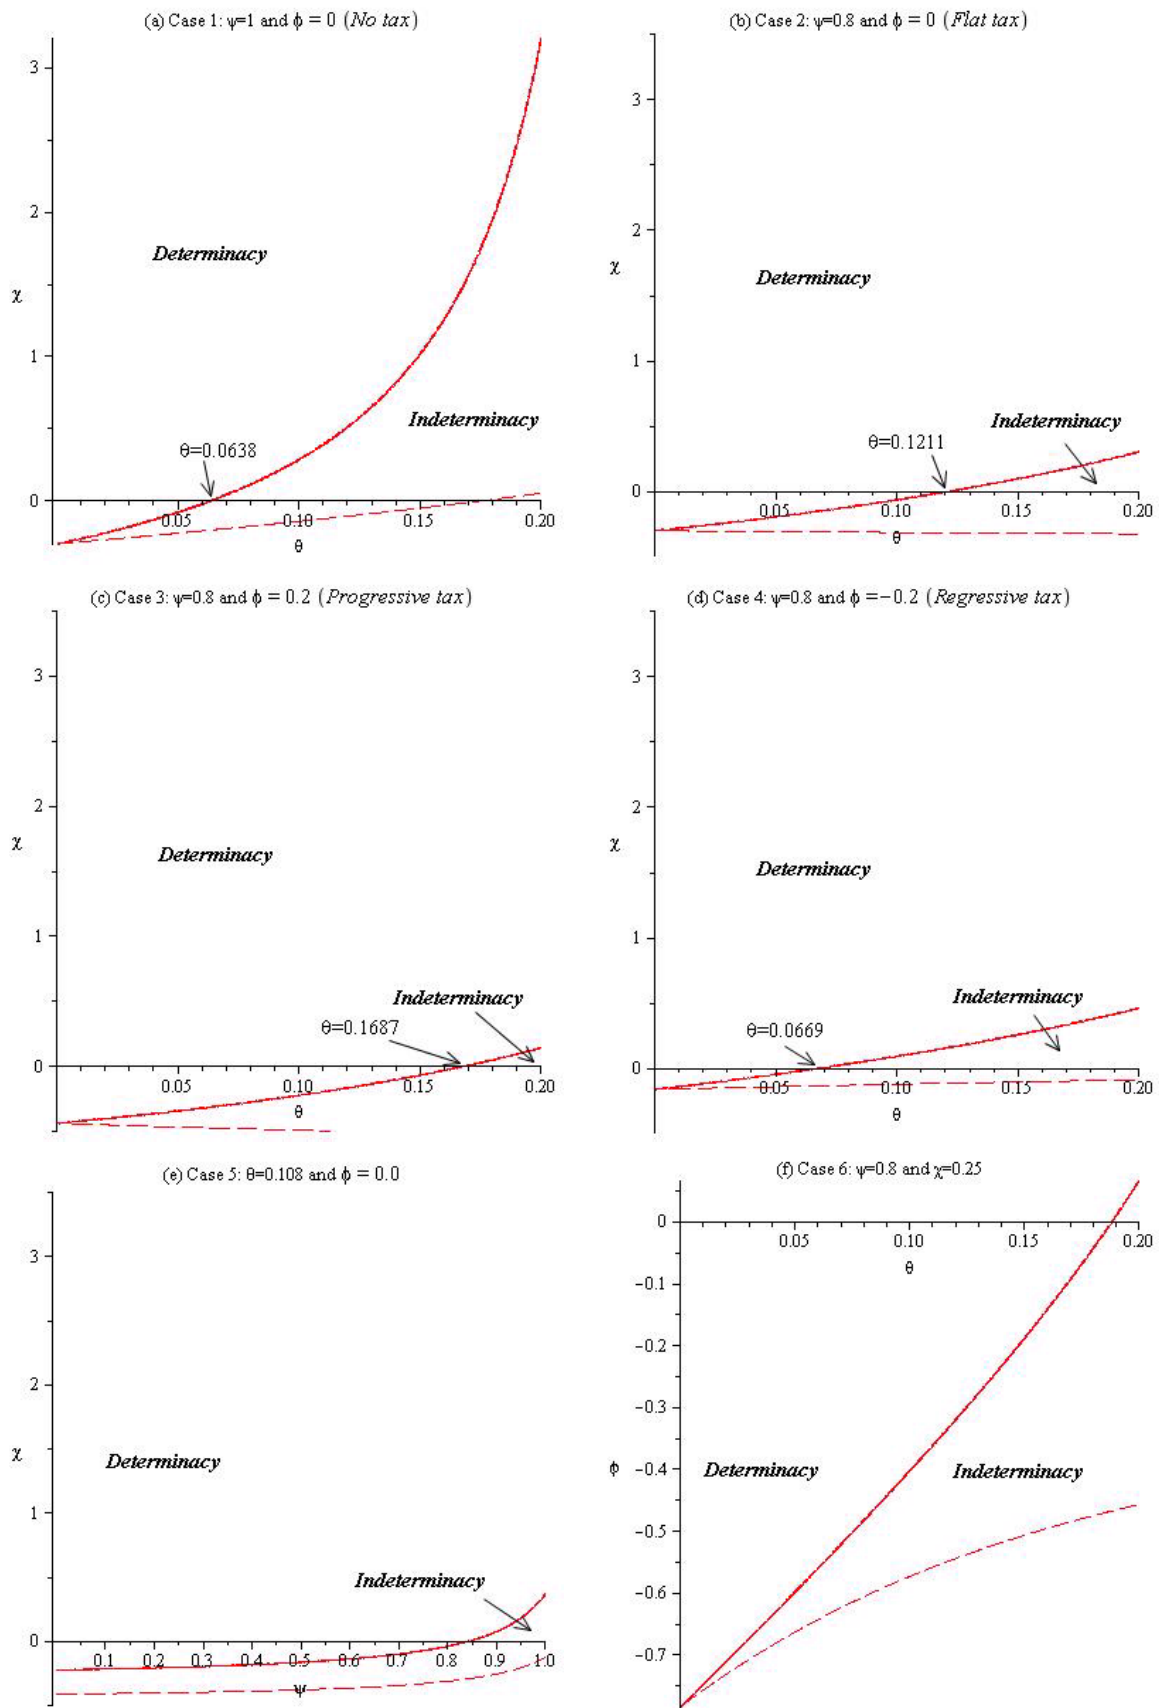 (a) Case 1: ψ=1 and ϕ = 0 (No tax)
3
2
Determinacy
χ
1
Indeterminacy
θ=0.0638
0
0.05
0.10
0.15
0.20
θ
(b) Case 2: ψ=0.8 and ϕ = 0 (Flat tax)
3
2
Determinacy
χ
1
Indeterminacy
θ=0.1211
0
0.05
0.10
0.15
0.20
θ
(c) Case 3: ψ=0.8 and ϕ = 0.2 (Progressive tax)
3
2
Determinacy
χ
1
Indeterminacy
θ=0.1687
0
0.05
0.10
0.15
0.20
θ
(d) Case 4: ψ=0.8 and ϕ =−0.2 (Regressive tax)
3
2
Determinacy
χ
1
Indeterminacy
θ=0.0669
0
0.05
0.10
0.15
0.20
θ
(e) Case 5: θ=0.108 and ϕ = 0.0
3
2
Determinacy
χ
1
Indeterminacy
0
0.1 0.2 0.3 0.4 0.5 0.6 0.7 0.8 0.9 1.0
ψ
(f) Case 6: ψ=0.8 and χ=0.25
0
0.05
0.10
0.15
0.20
θ
−0.1
−0.2
−0.3
−0.4
ϕ
Determinacy
Indeterminacy
−0.5
−0.6
−0.7